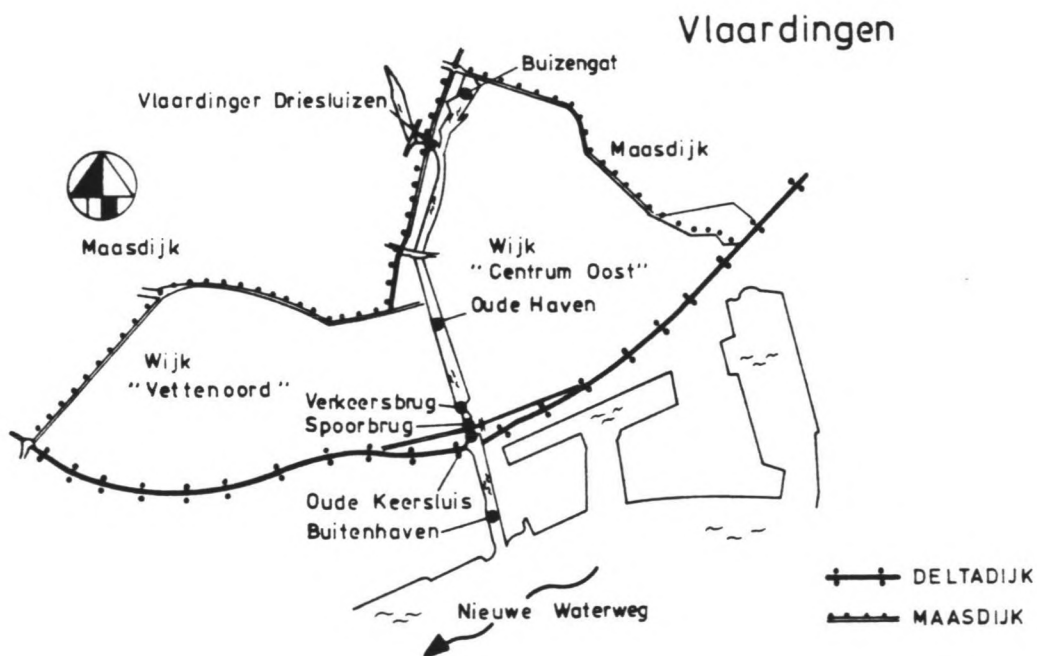 Vlaardingen
Buizengat
Vlaardinger Driesluizen
Maasdijk
Maasdijk
Wijk
"Centrum Oost"
Oude Haven
Wijk
"Vettenoord"
Verkeersbrug
Spoorbrug
Oude Keersluis
Buitenhaven
Nieuwe Waterweg
DELTADIJK
MAASDIJK